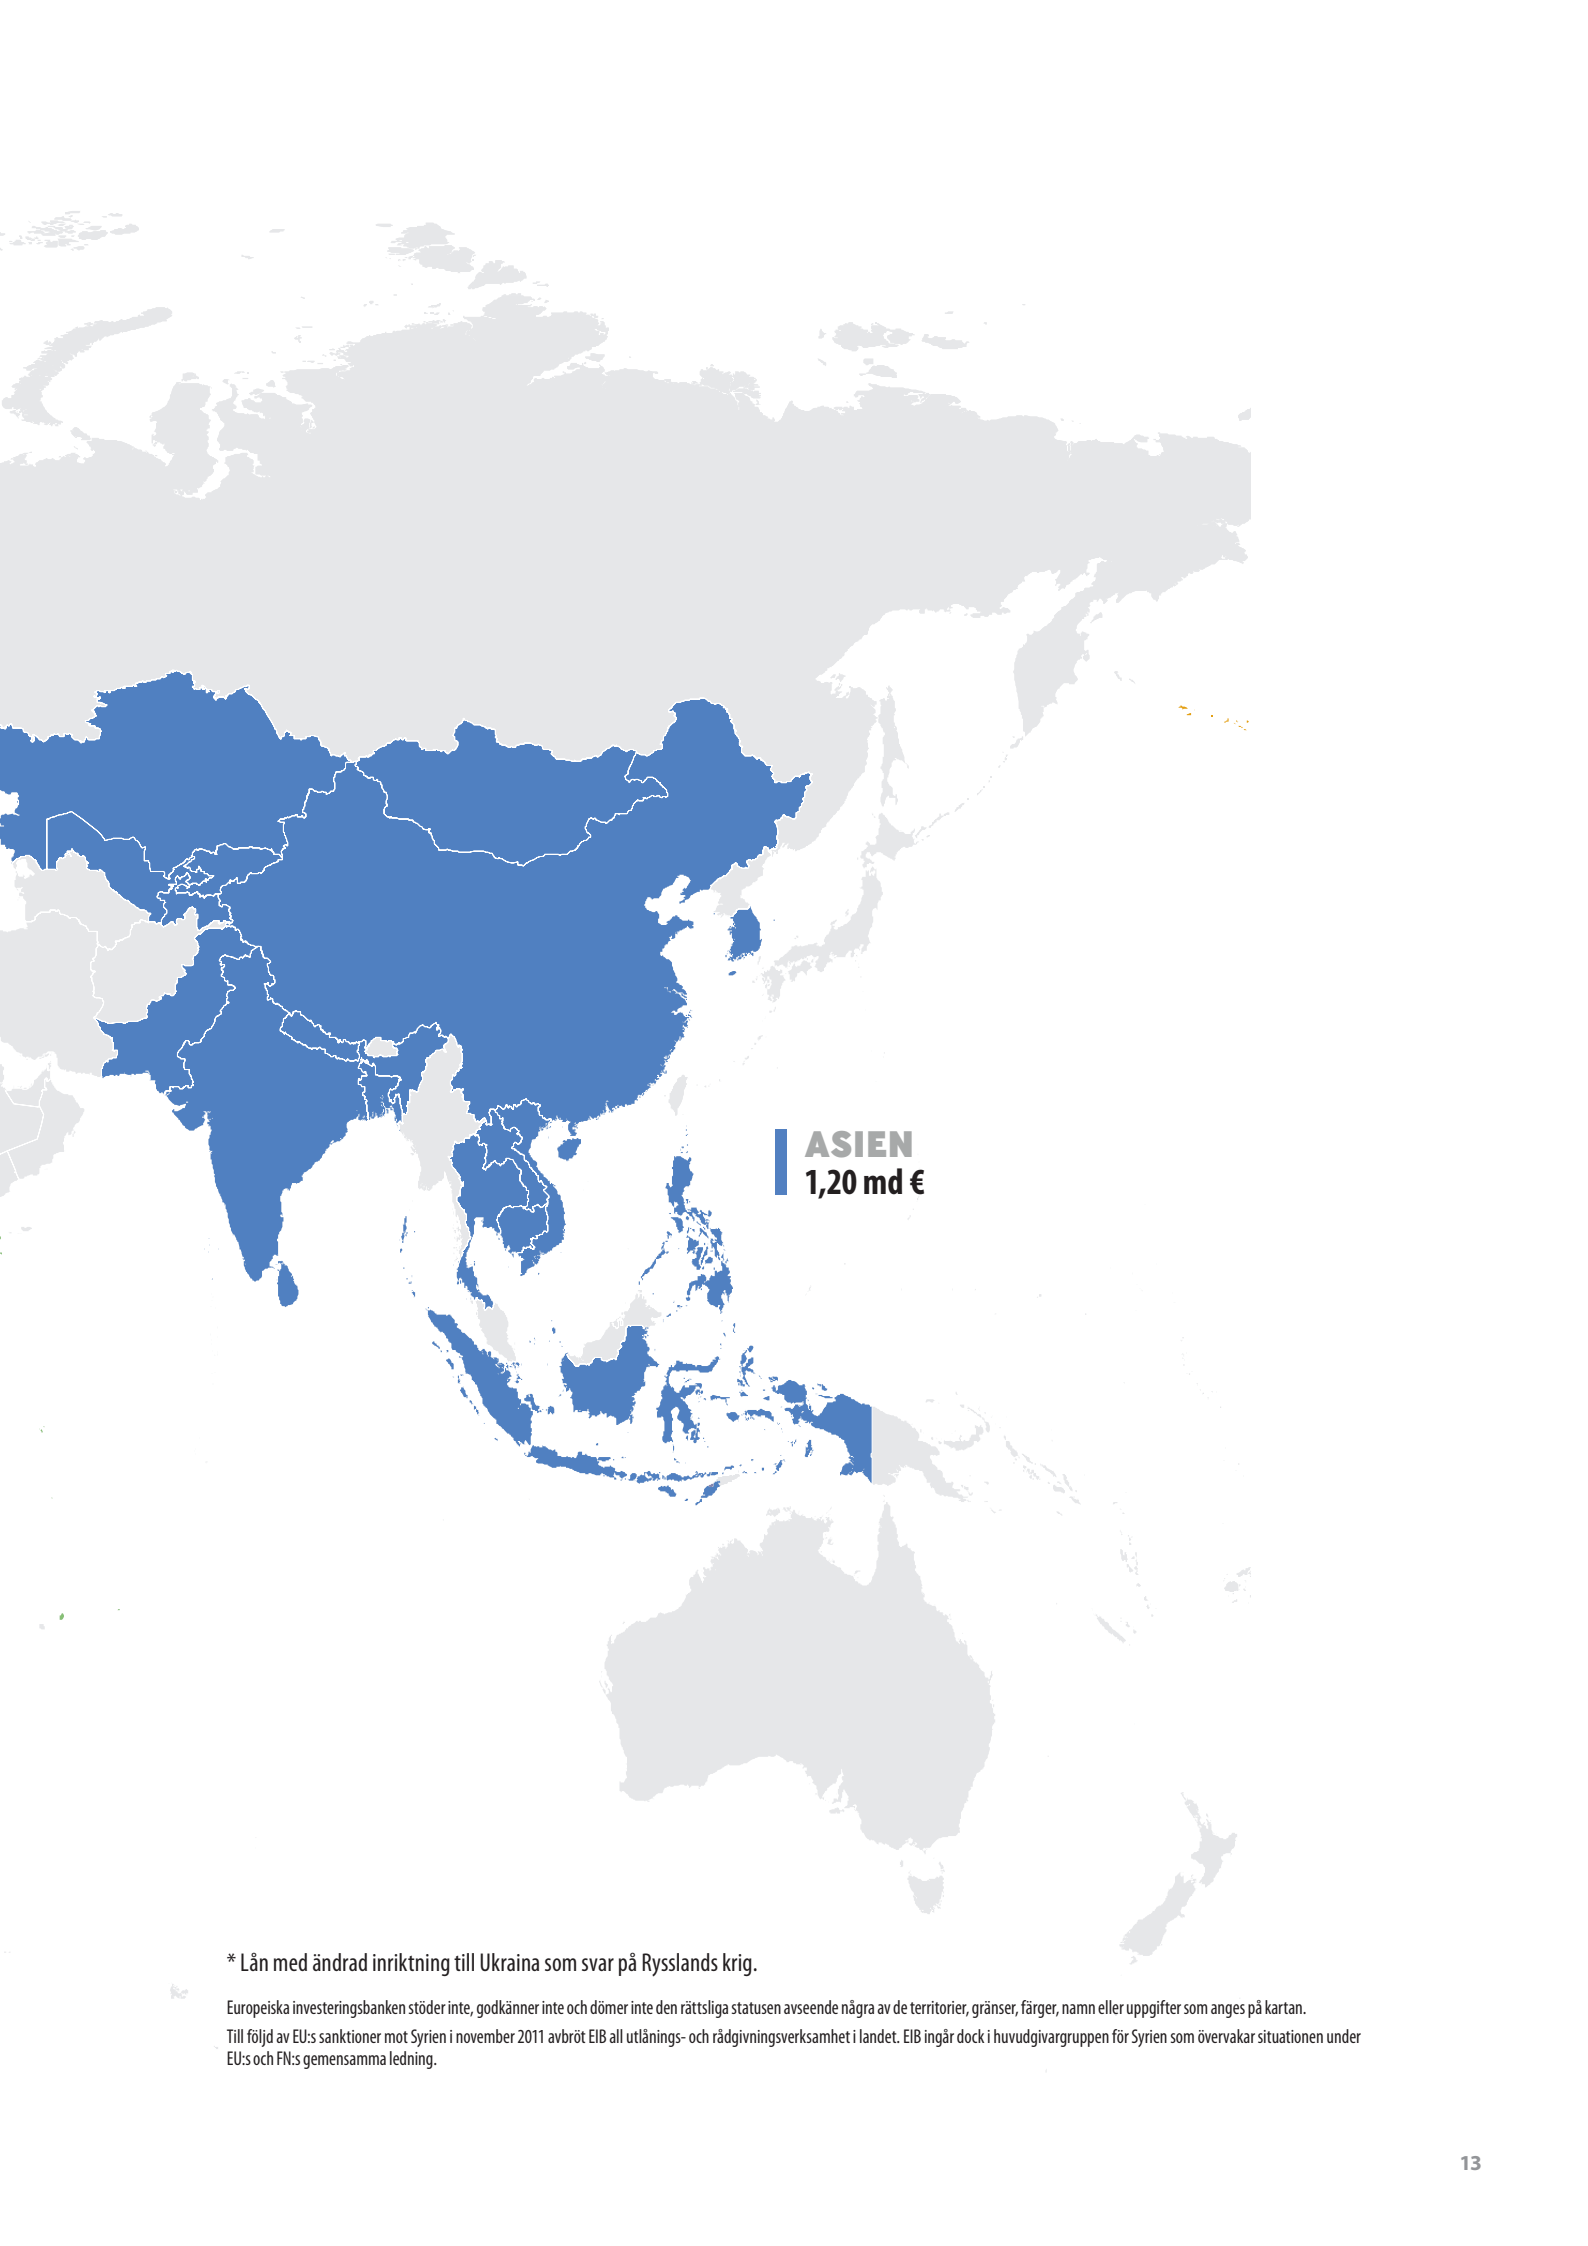 ASIEN
1,20 md €
* Lån med ändrad inriktning till Ukraina som svar på Rysslands krig.
Europeiska investeringsbanken stöder inte, godkänner inte och dömer inte den rättsliga statusen avseende några av de territorier, gränser, färger, namn eller uppgifter som anges på kartan.
Till följd av EU:s sanktioner mot Syrien i november 2011 avbröt EIB all utlånings- och rådgivningsverksamhet i landet. EIB ingår dock i huvudgivargruppen för Syrien som övervakar situationen under
EU:s och FN:s gemensamma ledning.
13